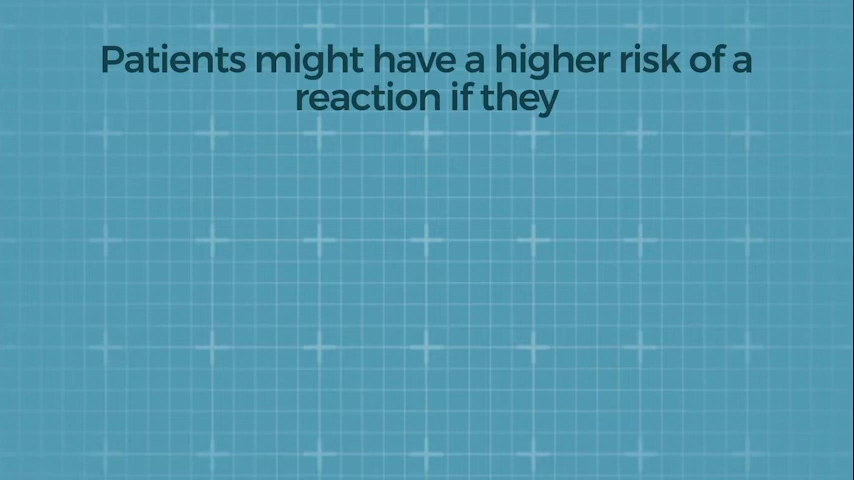 Patients might have a higher risk of a
reaction if they